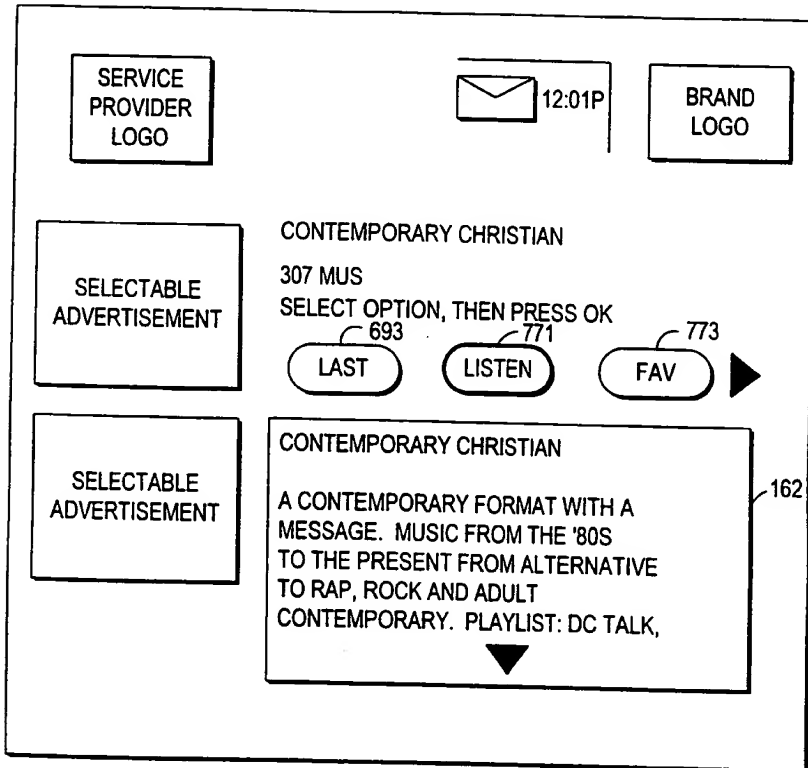 SERVICE
PROVIDER
LOGO
12:01P
BRAND
LOGO
SELECTABLE
ADVERTISEMENT
CONTEMPORARY CHRISTIAN
307 MUS
SELECT OPTION, THEN PRESS OK
693
771
773
LAST
LISTEN
FAV
SELECTABLE
ADVERTISEMENT
CONTEMPORARY CHRISTIAN
A CONTEMPORARY FORMAT WITH A
MESSAGE. MUSIC FROM THE '80S
TO THE PRESENT FROM ALTERNATIVE
TO RAP, ROCK AND ADULT
CONTEMPORARY. PLAYLIST: DC TALK,
162